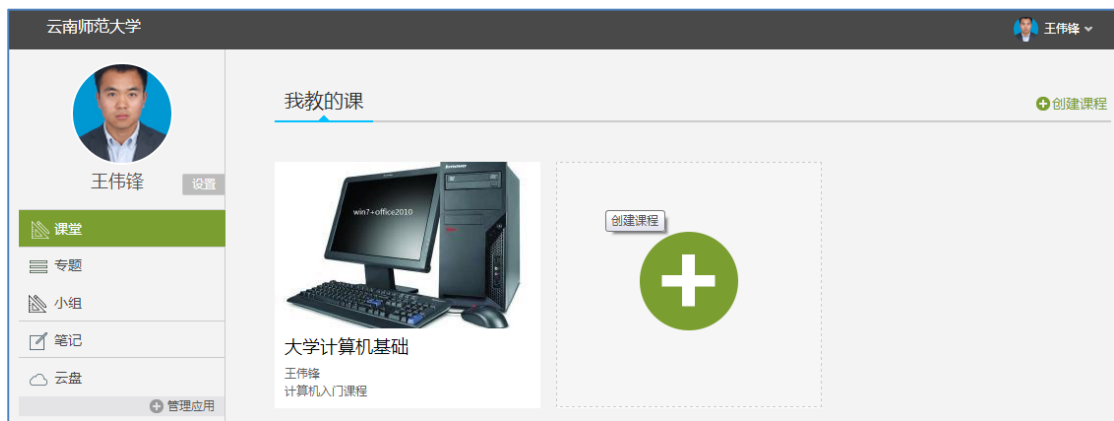 云南师范大学
王伟锋
王伟锋
设置
课堂
专题
小组
笔记
云盘
管理应用
我教的课
创建课程
win7+office2010
大学计算机基础
王伟锋
计算机入门课程
创建课程